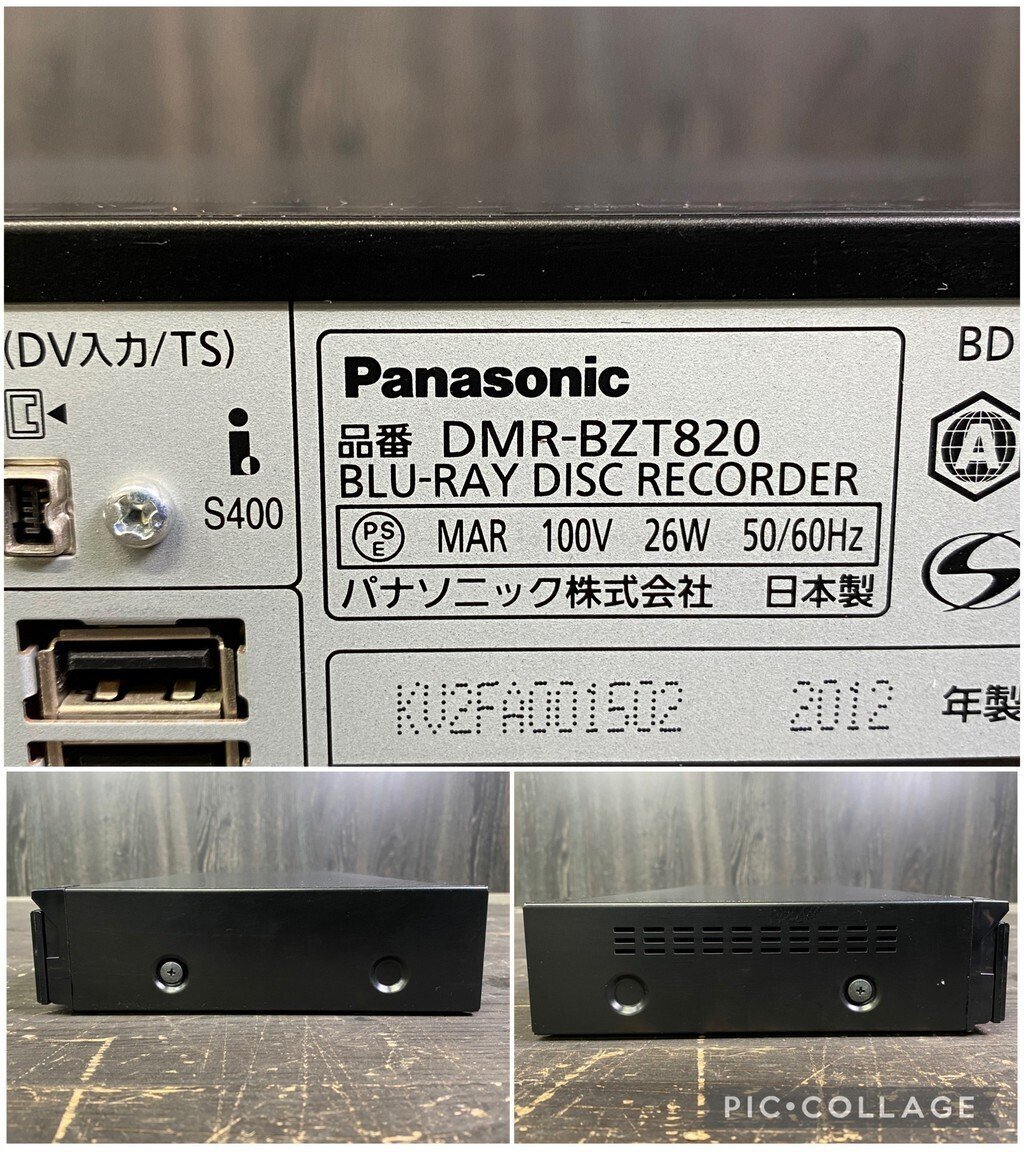 (DV入力/TS)
S400
Panasonic
品番 DMR-BZT820
BLU-RAY DISC RECORDER
PSE MAR 100V 26W 50/60Hz
パナソニック株式会社 日本製
BD
A
KV2FA001502 2012 年製
PIC•COLLAGE